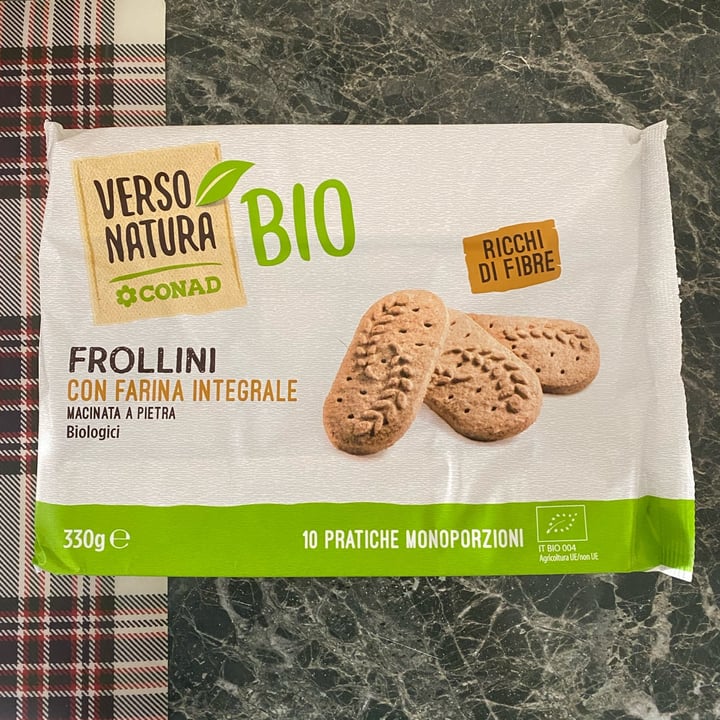 VERSO
NATURA
CONAD
BIO
RICCHI
DI FIBRE
FROLLINI
CON FARINA INTEGRALE
MACINATA A PIETRA
Biologici
330g ℮
10 PRATICHE MONOPORZIONI
IT BIO 004
Agricoltura UE/non UE